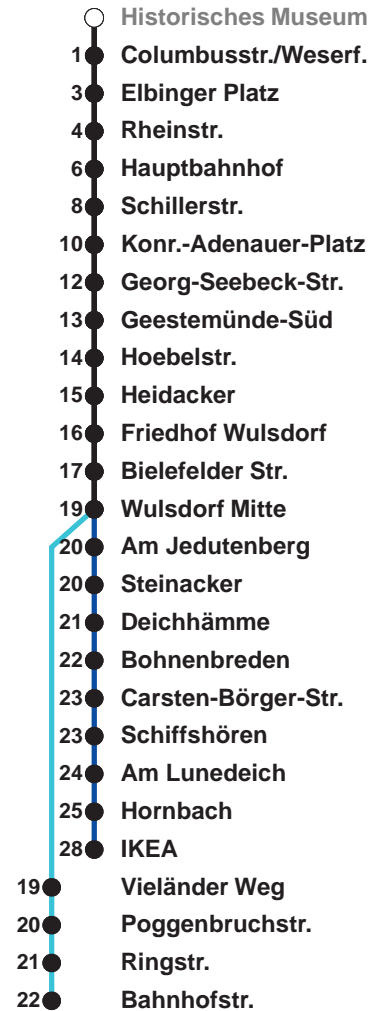 Historisches Museum
1 Columbusstr./Weserf.
3 Elbinger Platz
4 Rheinstr.
6 Hauptbahnhof
8 Schillerstr.
10 Konr.-Adenauer-Platz
12 Georg-Seebeck-Str.
13 Geestemünde-Süd
14 Hoebelstr.
15 Heidacker
16 Friedhof Wulsdorf
17 Bielefelder Str.
19 Wulsdorf Mitte
20 Am Jedutenberg
20 Steinacker
21 Deichhämme
22 Bohnenbreden
23 Carsten-Börger-Str.
23 Schiffshören
24 Am Lunedeich
25 Hornbach
28 IKEA
19 Vieländer Weg
20 Poggenbruchstr.
21 Ringstr.
22 Bahnhofstr.